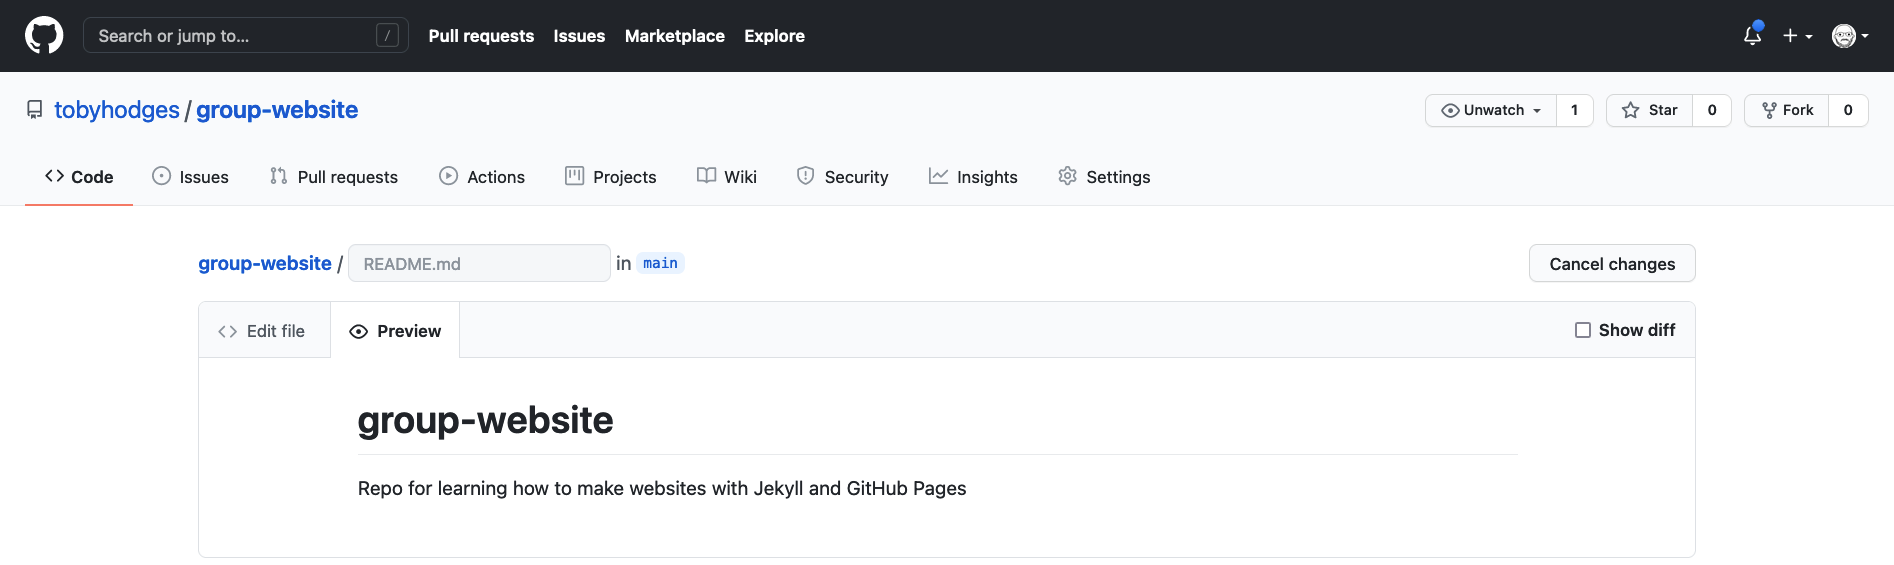 Search or jump to... / Pull requests Issues Marketplace Explore
tobyhodges / group-website Unwatch 1 Star 0 Fork 0
Code Issues Pull requests Actions Projects Wiki Security Insights Settings
group-website / README.md in main Cancel changes
Edit file Preview Show diff
group-website
Repo for learning how to make websites with Jekyll and GitHub Pages